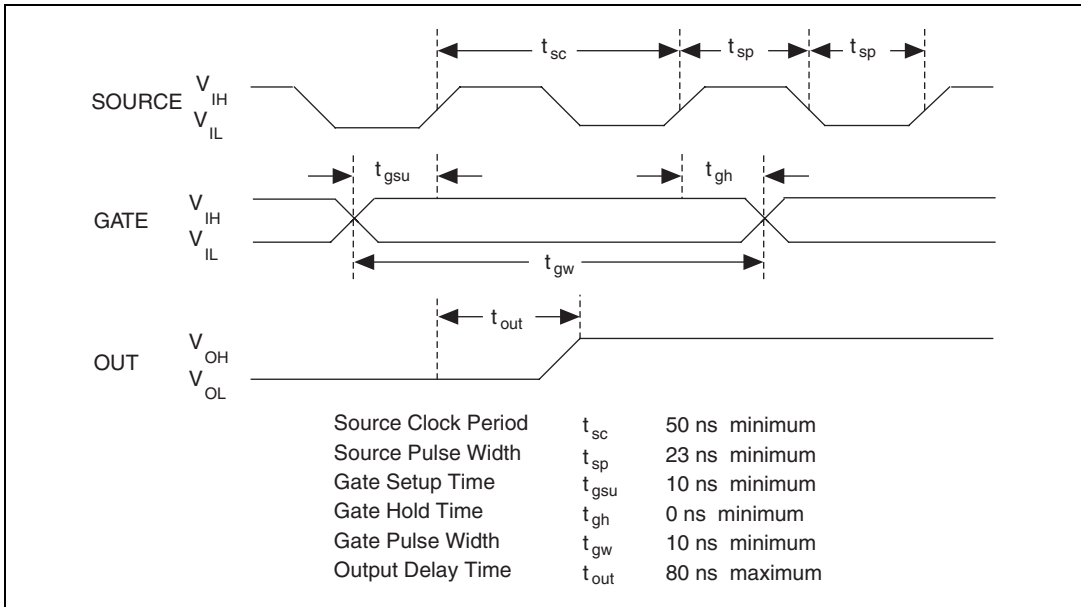 t sc t sp t sp
SOURCE V IH
V IL
t gsu t gh
GATE V IH
V IL
t gw
t out
OUT V OH
V OL
Source Clock Period t sc 50 ns minimum
Source Pulse Width t sp 23 ns minimum
Gate Setup Time t gsu 10 ns minimum
Gate Hold Time t gh 0 ns minimum
Gate Pulse Width t gw 10 ns minimum
Output Delay Time t out 80 ns maximum